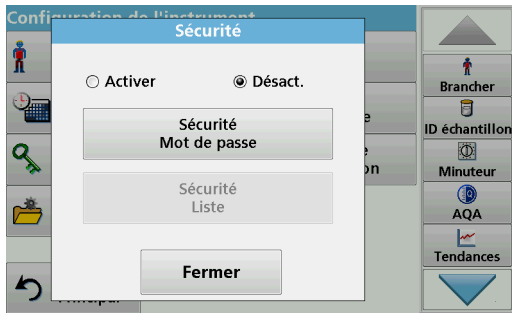 Configuration de l'instrument
Sécurité
Activer
Désact.
Sécurité
Mot de passe
Sécurité
Liste
Fermer
Principal
Brancher
ID échantillon
Minuteur
AQA
Tendances